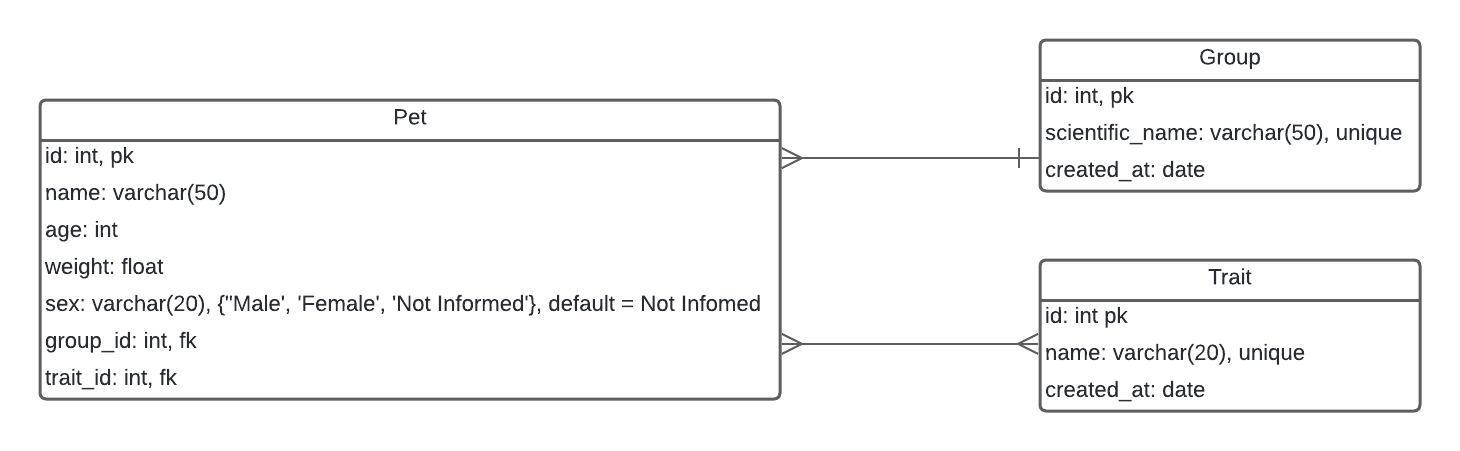 Pet
id: int, pk
name: varchar(50)
age: int
weight: float
sex: varchar(20), {"Male', 'Female', 'Not Informed'}, default = Not Infomed
group_id: int, fk
trait_id: int, fk
Group
id: int, pk
scientific_name: varchar(50), unique
created_at: date
Trait
id: int pk
name: varchar(20), unique
created_at: date